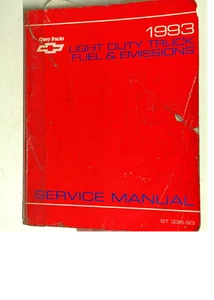 1993
Chevy Trucks
LIGHT DUTY TRUCK
FUEL & EMISSIONS
SERVICE MANUAL
ST 336-93